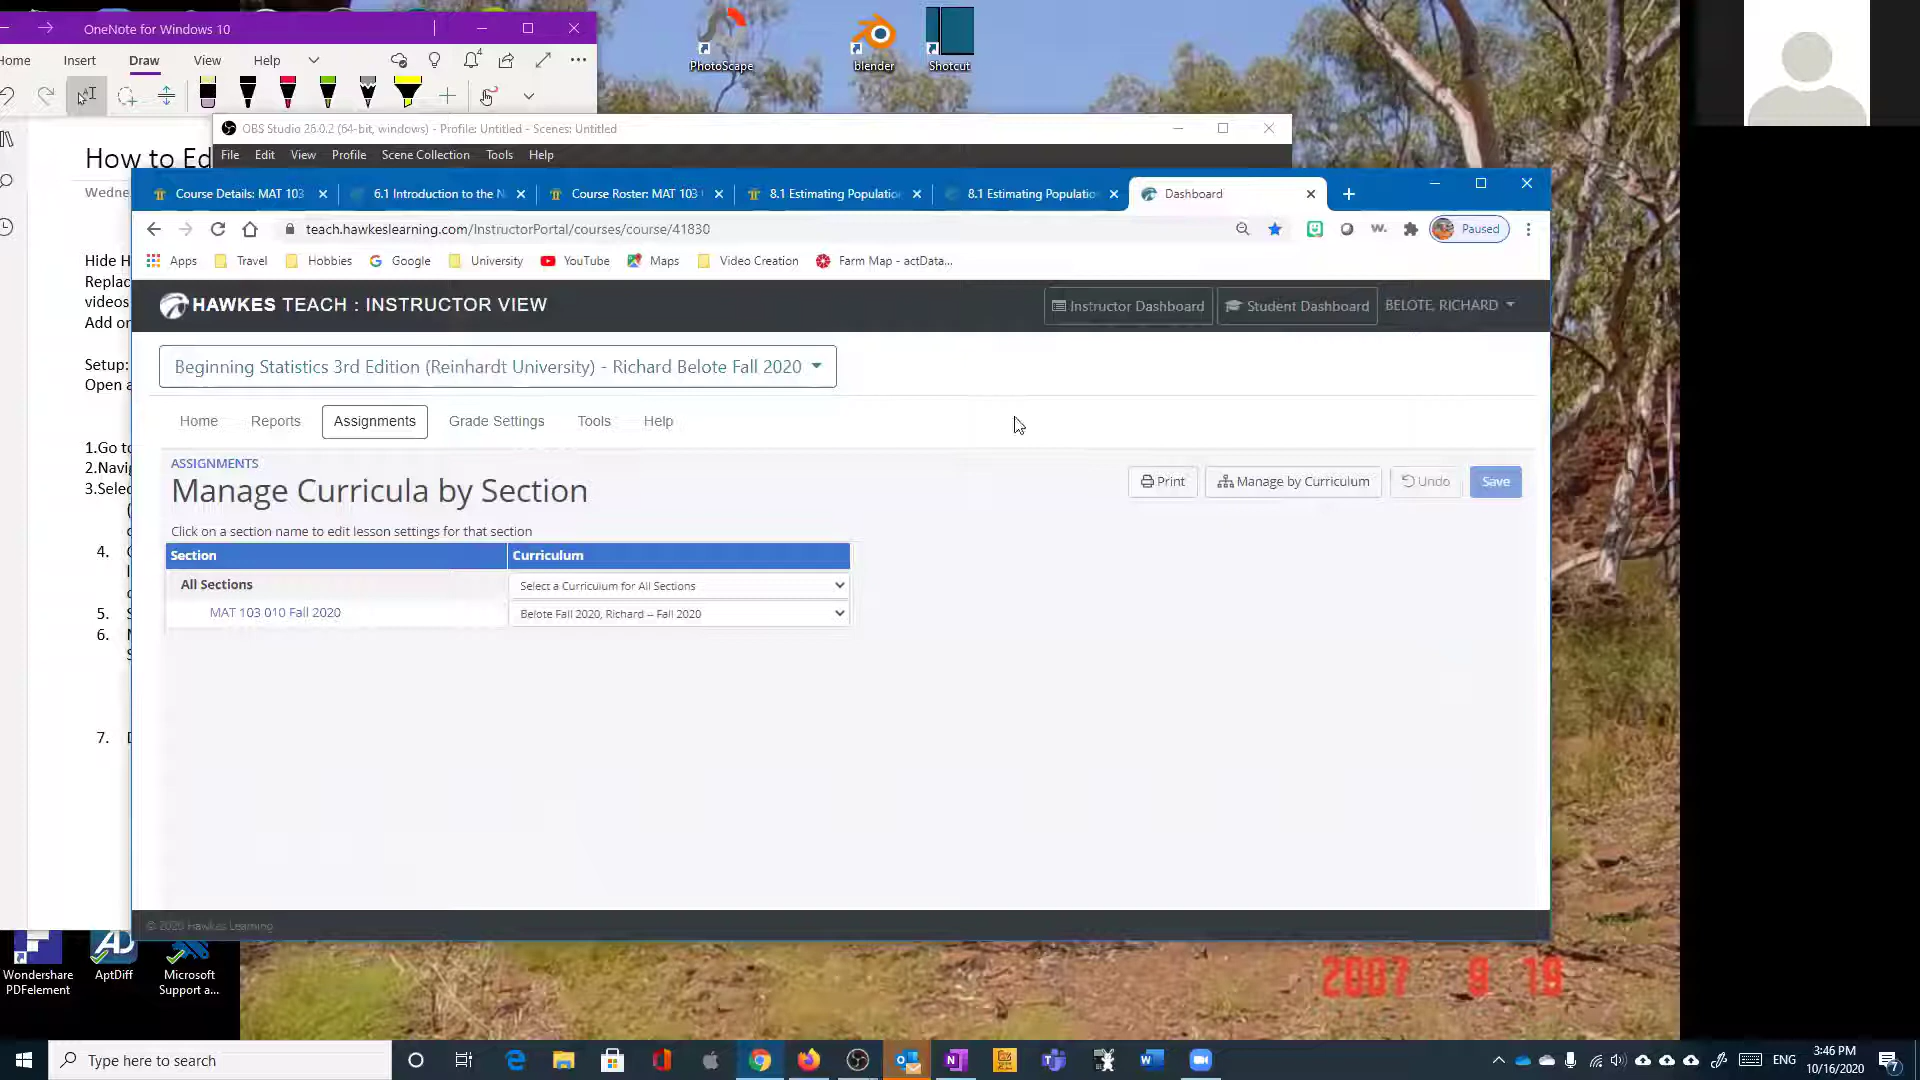 OneNote for Windows 10
Home Insert Draw View Help
4
How to Ed
Wedne
Hide H
Replac
videos
Add or
Setup:
Open a
1.Go to
2.Navi
3.Selec
4.
5.
6.
7.
PhotoScape
blender
Shotcut
OBS Studio 26.0.2 (64-bit, windows) - Profile: Untitled - Scenes: Untitled
File Edit View Profile Scene Collection Tools Help
Course Details: MAT 103
6.1 Introduction to the N
Course Roster: MAT 103
8.1 Estimating Populatio
8.1 Estimating Populatio
Dashboard
teach.hawkeslearning.com/InstructorPortal/courses/course/41830
Paused
Apps Travel Hobbies Google University YouTube Maps Video Creation Farm Map - actData...
HAWKES TEACH : INSTRUCTOR VIEW
Instructor Dashboard
Student Dashboard
BELOTE, RICHARD
Beginning Statistics 3rd Edition (Reinhardt University) - Richard Belote Fall 2020
Home Reports Assignments Grade Settings Tools Help
ASSIGNMENTS
Manage Curricula by Section
Print
Manage by Curriculum
Undo
Save
Click on a section name to edit lesson settings for that section
Section Curriculum
All Sections Select a Curriculum for All Sections
MAT 103 010 Fall 2020 Belote Fall 2020, Richard – Fall 2020
© 2020 Hawkes Learning
Wondershare
PDFelement
AptDiff
Microsoft
Support a...
2007 9 19
Type here to search
ENG
3:46 PM
10/16/2020
7